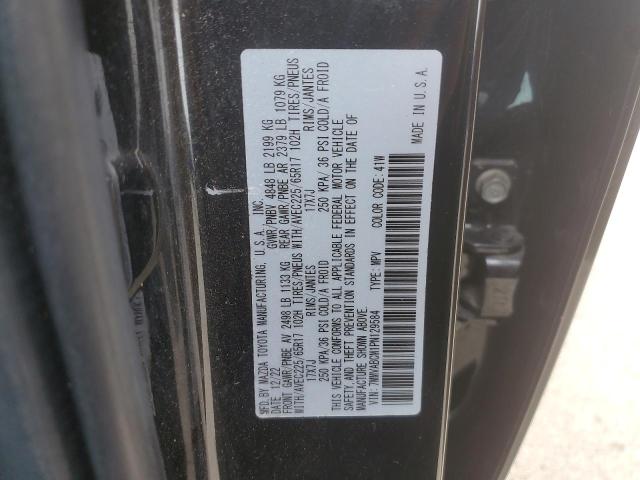 MFD.BY MAZDA TOYOTA MANUFACTURING, U.S.A., INC.
DATE: 12/22 GVWR/PNBV 4848 LB 2199 KG
FRONT GAWR/PNBE AV 2498 LB 1133 KG REAR GAWR/PNBE AR 2379 LB 1079 KG
WITH/AVEC225/65R17 102H TIRES/PNEUS WITH/AVEC225/65R17 102H TIRES/PNEUS
17X7J RIMS/JANTES 17X7J RIMS/JANTES
250 KPA/36 PSI COLD/A FROID 250 KPA/36 PSI COLD/A FROID
THIS VEHICLE CONFORMS TO ALL APPLICABLE FEDERAL MOTOR VEHICLE
SAFETY, AND THEFT PREVENTION STANDARDS IN EFFECT ON THE DATE OF
MANUFACTURE SHOWN ABOVE.
VIN: 7MMVABCM1PN129584 TYPE: MPV COLOR CODE: 41W
MADE IN U.S.A.